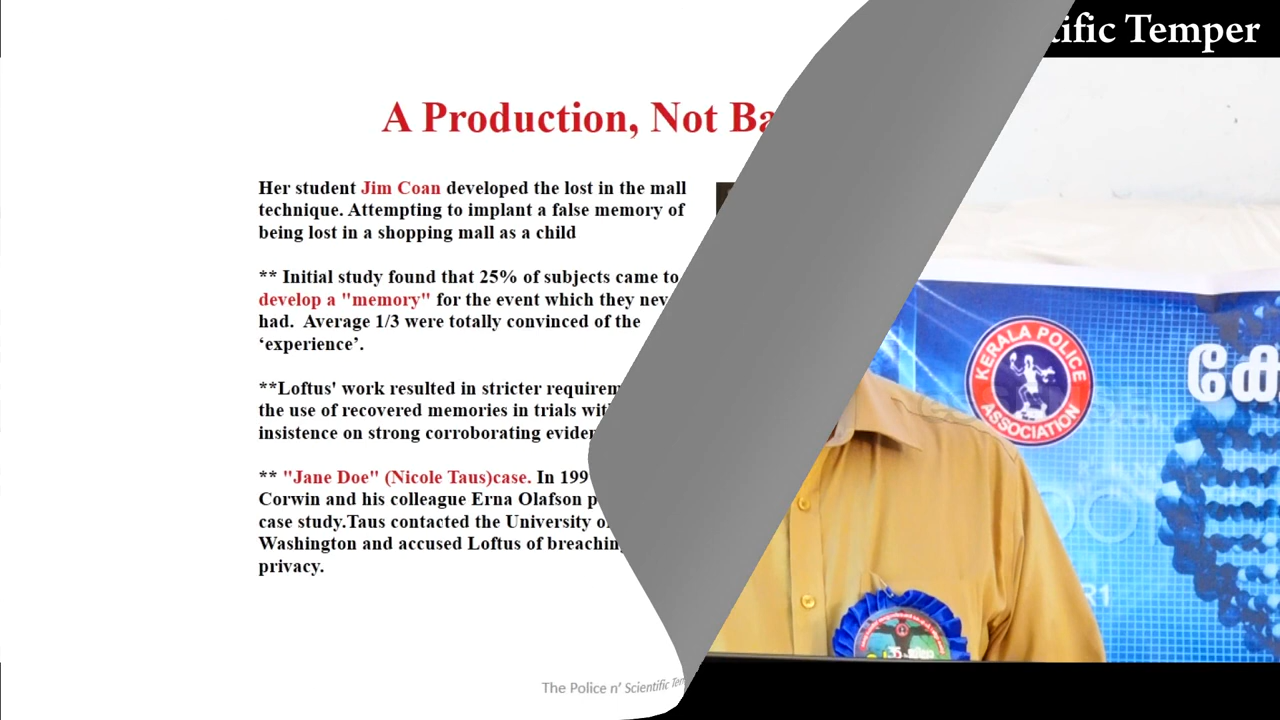 tific Temper
A Production, Not Ba
Her student Jim Coan developed the lost in the mall
technique. Attempting to implant a false memory of
being lost in a shopping mall as a child
** Initial study found that 25% of subjects came to
develop a "memory" for the event which they nev
had. Average 1/3 were totally convinced of the
‘experience’.
**Loftus' work resulted in stricter requirem
the use of recovered memories in trials wit
insistence on strong corroborating eviden
** "Jane Doe" (Nicole Taus)case. In 199
Corwin and his colleague Erna Olafson p
case study.Taus contacted the University o
Washington and accused Loftus of breaching
privacy.
KERALA POLICE
ASSOCIATION
കേ
R1
The Police n’ Scientific Tem